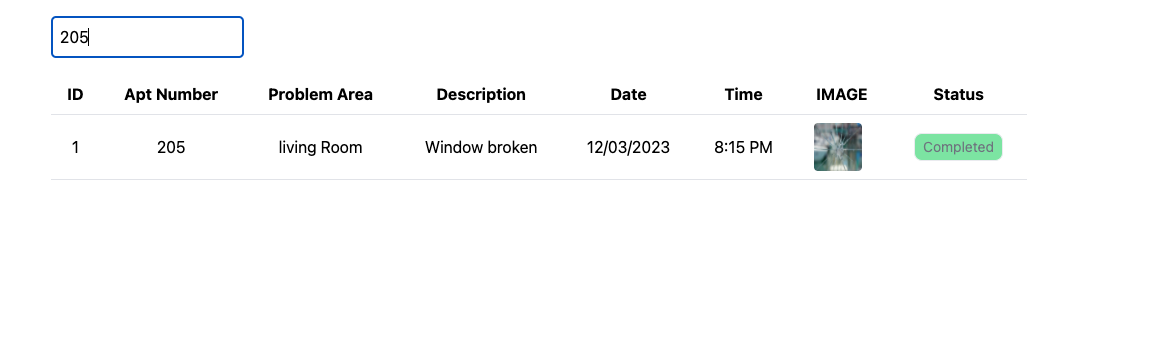 205
ID Apt Number Problem Area Description Date Time IMAGE Status
1 205 living Room Window broken 12/03/2023 8:15 PM Completed